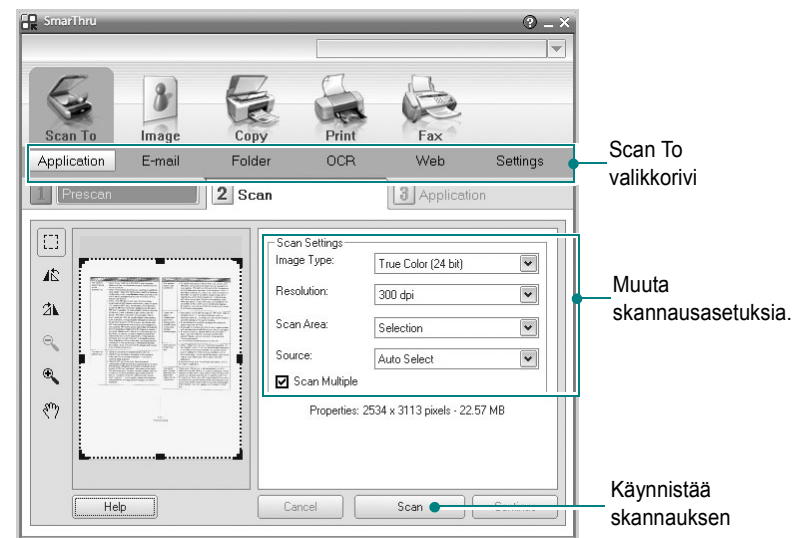 SmarThru
Scan To Image Copy Print Fax
Application E-mail Folder OCR Web Settings
Scan To
valikkorivi
1 Prescan 2 Scan 3 Application
Scan Settings
Image Type: True Color (24 bit)
Resolution: 300 dpi
Scan Area: Selection
Source: Auto Select
Scan Multiple
Properties: 2534 x 3113 pixels - 22.57 MB
Muuta
skannausasetuksia.
Help Cancel Scan Continue
Käynnistää
skannauksen